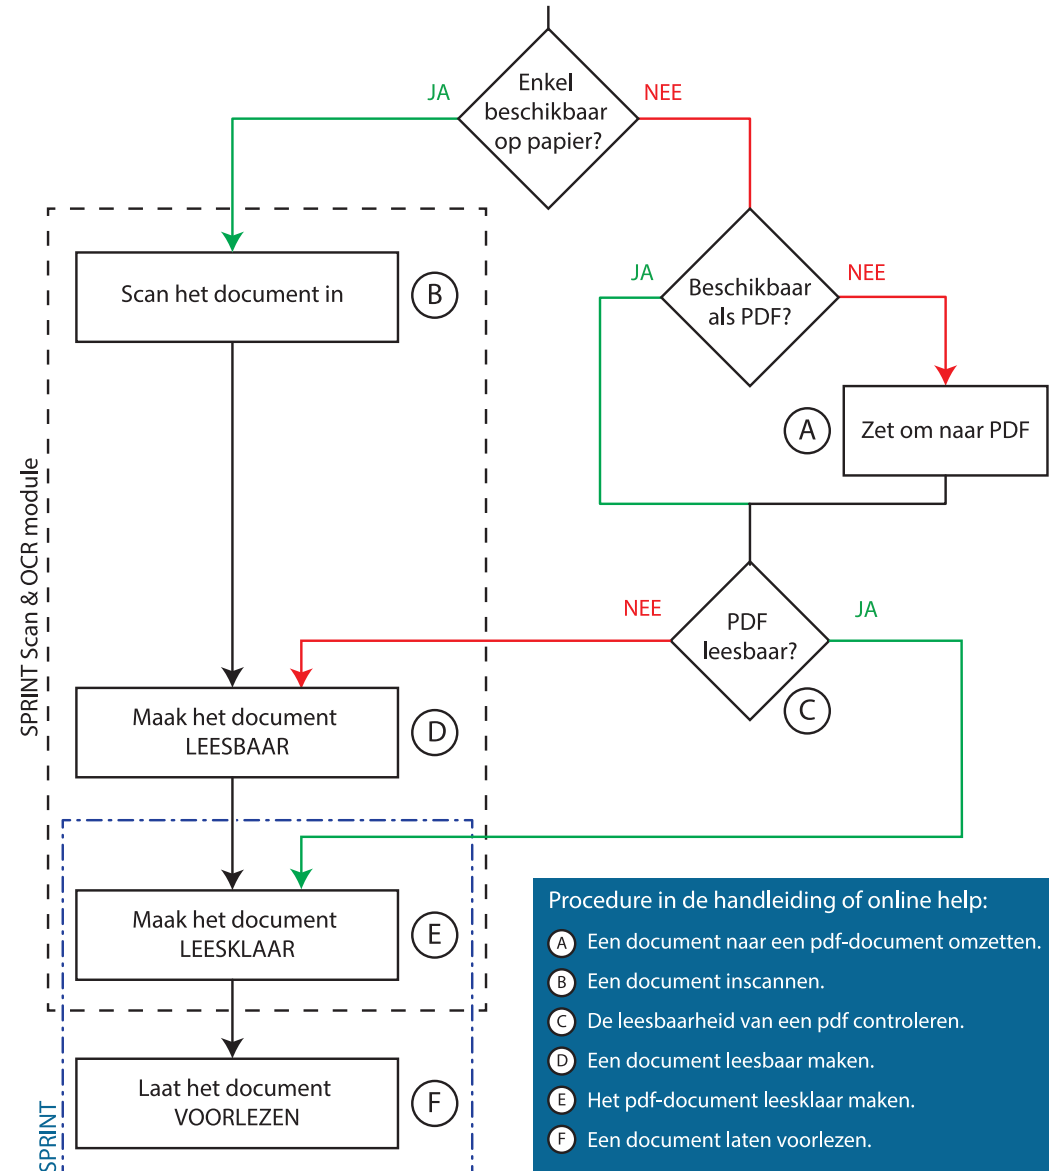 Enkel
beschikbaar
op papier?
JA
NEE
Beschikbaar
als PDF?
JA
NEE
Scan het document in
B
A
Zet om naar PDF
SPRINT Scan & OCR module
PDF
leesbaar?
NEE
JA
C
Maak het document
LEESBAAR
D
Maak het document
LEESKLAAR
E
Laat het document
VOORLEZEN
F
SPRINT
Procedure in de handleiding of online help:
A Een document naar een pdf-document omzetten.
B Een document inscannen.
C De leesbaarheid van een pdf controleren.
D Een document leesbaar maken.
E Het pdf-document leesklaar maken.
F Een document laten voorlezen.